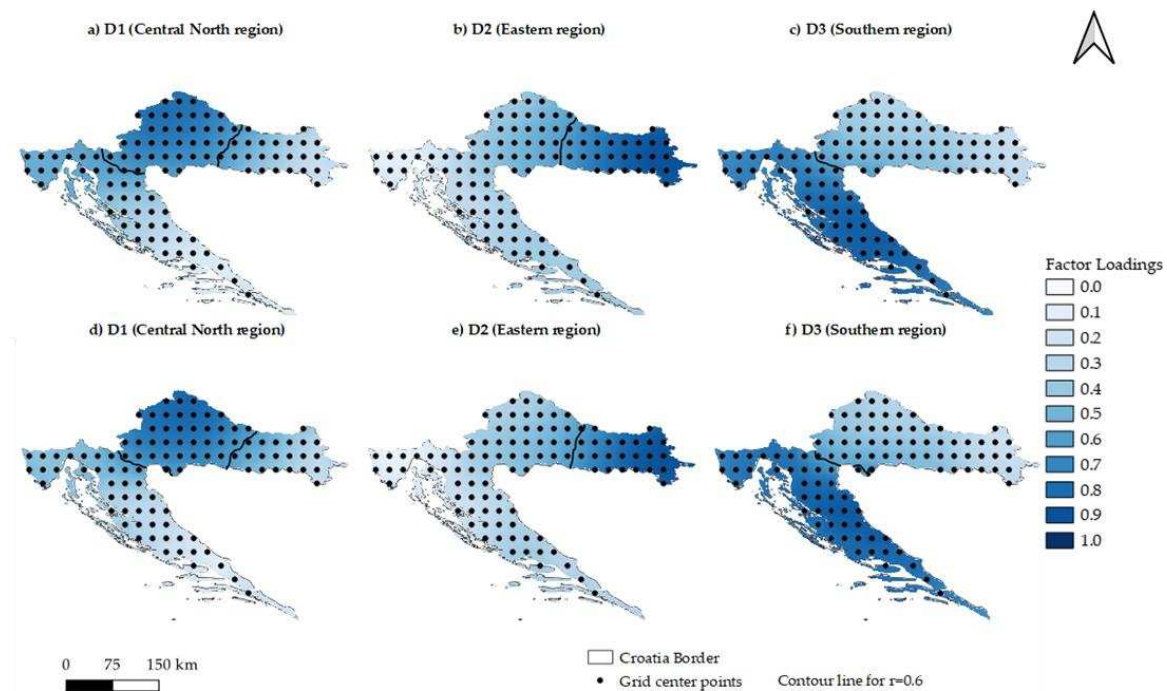 a) D1 (Central North region)
b) D2 (Eastern region)
c) D3 (Southern region)
d) D1 (Central North region)
e) D2 (Eastern region)
f) D3 (Southern region)
Factor Loadings
0.0
0.1
0.2
0.3
0.4
0.5
0.6
0.7
0.8
0.9
1.0
0 75 150 km
Croatia Border
Grid center points Contour line for r=0.6